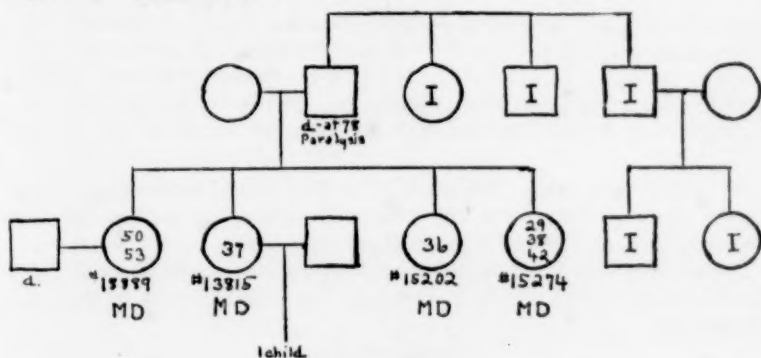 I I I
d-at 78
Paralysis
50
53
37
36
29
38
42
I I
d.
#18889 #13815 #15202 #15274
MD MD MD MD
1 child